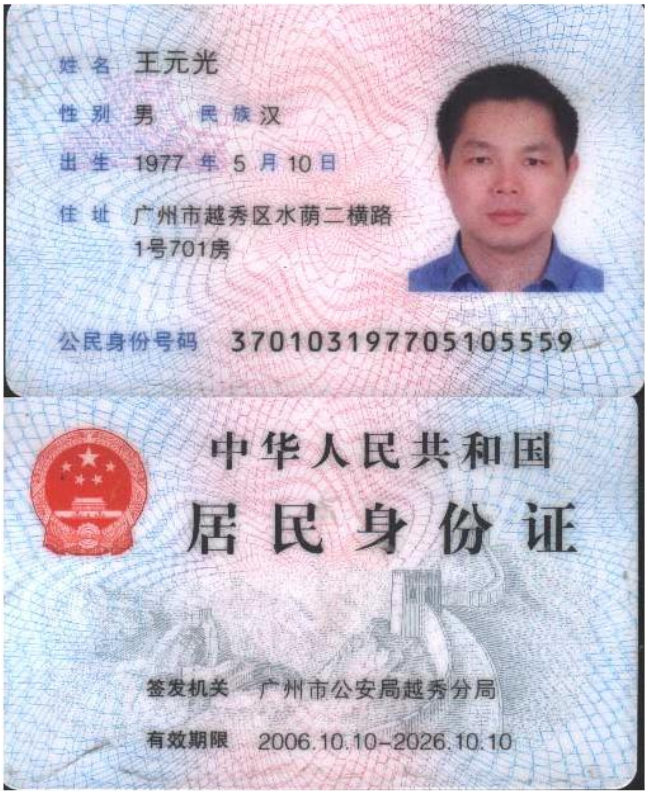 姓名 王元光
性别 男 民族 汉
出生 1977 年 5 月 10 日
住址 广州市越秀区水荫二横路
1号701房
公民身份号码 370103197705105559
中华人民共和国
居民身份证
签发机关 广州市公安局越秀分局
有效期限 2006.10.10-2026.10.10